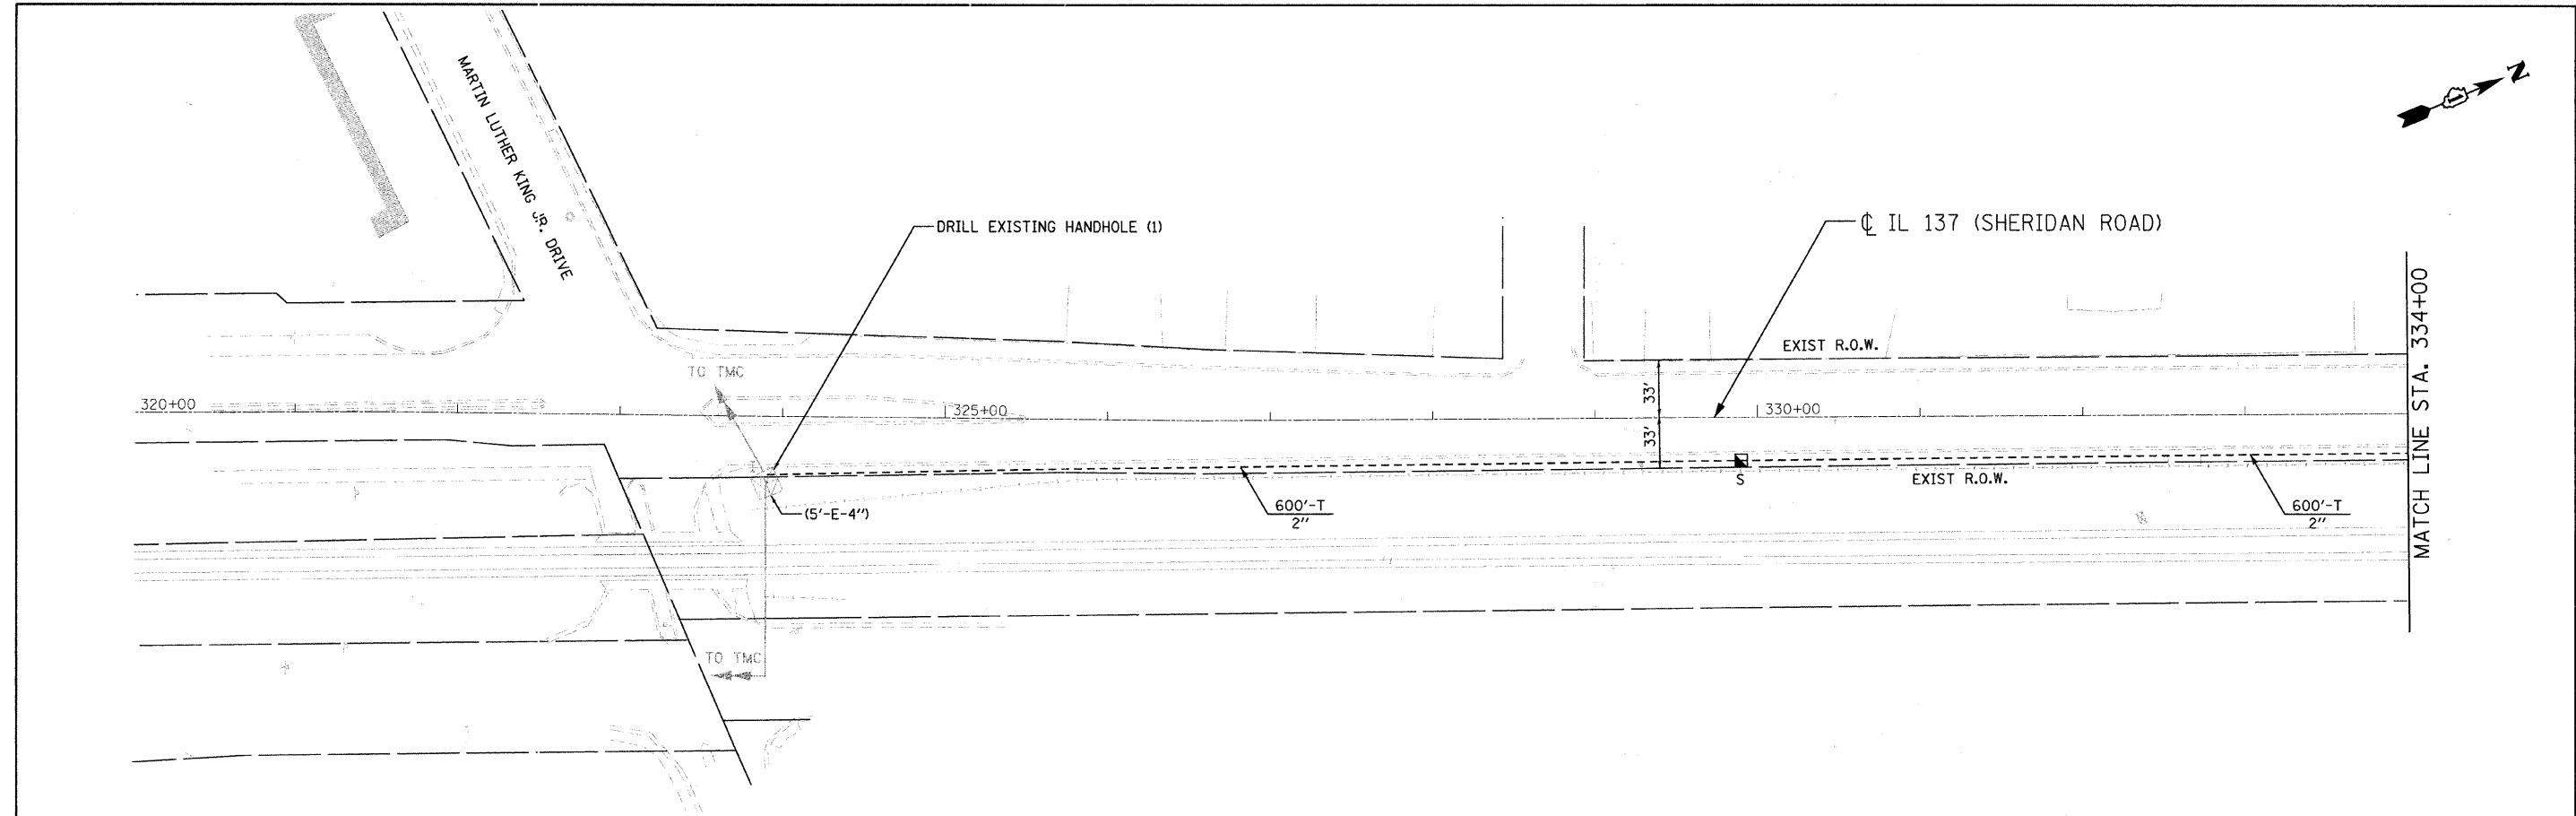 MARTIN LUTHER KING JR. DRIVE
N
DRILL EXISTING HANDHOLE (1)
℄ IL 137 (SHERIDAN ROAD)
MATCH LINE STA. 334+00
EXIST R.O.W.
TO TMC
33'
320+00
325+00
330+00
33'
S
EXIST R.O.W.
(5'-E-4")
600'-T
2"
600'-T
2"
TO TMC